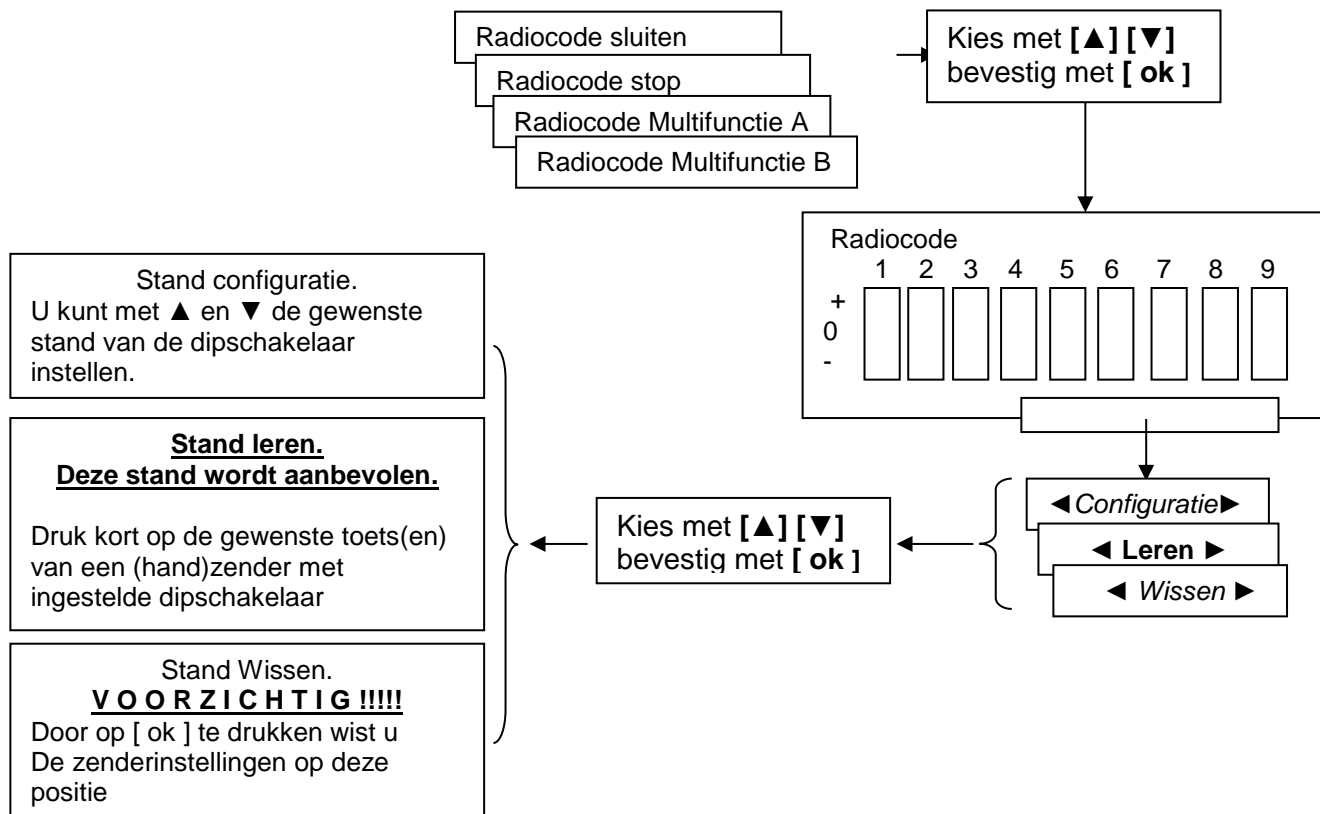 Radiocode sluiten
Radiocode stop
Radiocode Multifunctie A
Radiocode Multifunctie B
Kies met [▲] [▼]
bevestig met [ ok ]
Radiocode
1 2 3 4 5 6 7 8 9
+
0
-
◄Configuratie►
◄ Leren ►
◄ Wissen ►
Kies met [▲] [▼]
bevestig met [ ok ]
Stand configuratie.
U kunt met ▲ en ▼ de gewenste
stand van de dipschakelaar
instellen.
Stand leren.
Deze stand wordt aanbevolen.
Druk kort op de gewenste toets(en)
van een (hand)zender met
ingestelde dipschakelaar
Stand Wissen.
V O O R Z I C H T I G !!!!!
Door op [ ok ] te drukken wist u
De zenderinstellingen op deze
positie